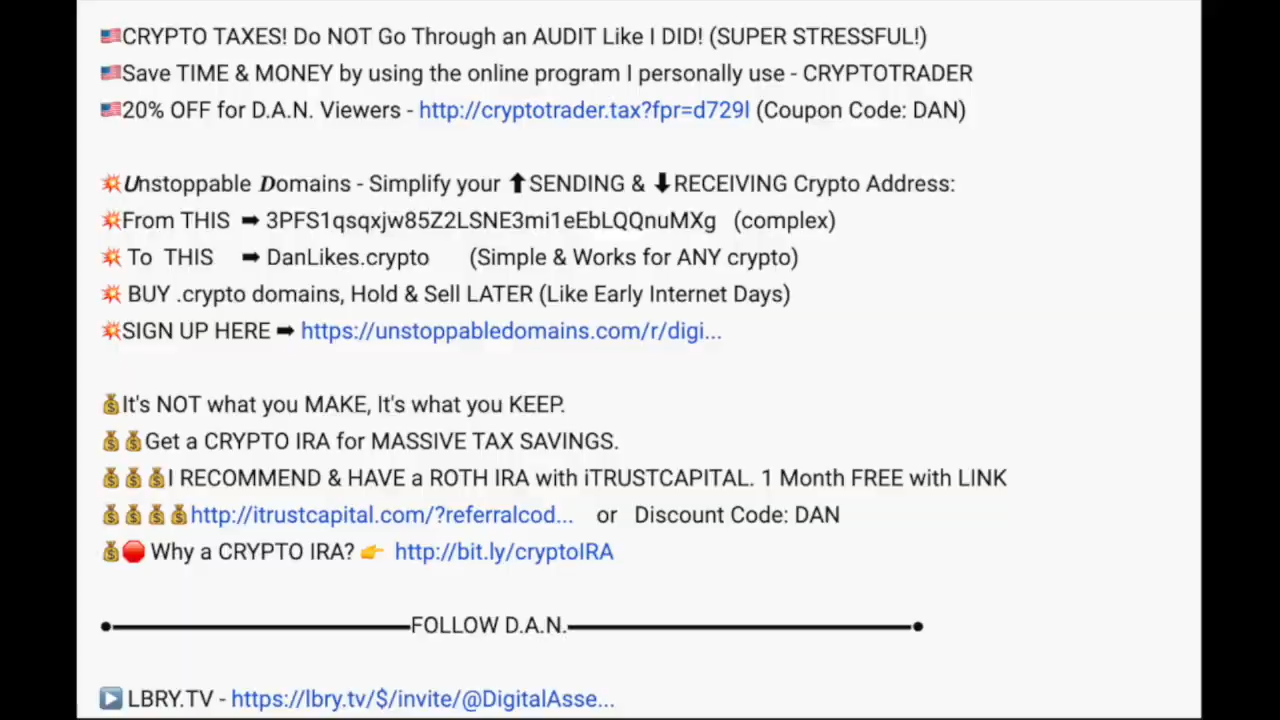 🇺🇸CRYPTO TAXES! Do NOT Go Through an AUDIT Like I DID! (SUPER STRESSFUL!)
🇺🇸Save TIME & MONEY by using the online program I personally use - CRYPTOTRADER
🇺🇸20% OFF for D.A.N. Viewers - http://cryptotrader.tax?fpr=d729l (Coupon Code: DAN)
💥𝑼nstoppable 𝑫omains - Simplify your ⬆SENDING & ⬇RECEIVING Crypto Address:
💥From THIS ➡ 3PFS1qsqxjw85Z2LSNE3mi1eEbLQQnuMXg (complex)
💥 To THIS ➡ DanLikes.crypto (Simple & Works for ANY crypto)
💥 BUY .crypto domains, Hold & Sell LATER (Like Early Internet Days)
💥SIGN UP HERE ➡ https://unstoppabledomains.com/r/digi...
💰It's NOT what you MAKE, It's what you KEEP.
💰💰Get a CRYPTO IRA for MASSIVE TAX SAVINGS.
💰💰💰I RECOMMEND & HAVE a ROTH IRA with iTRUSTCAPITAL. 1 Month FREE with LINK
💰💰💰💰http://itrustcapital.com/?referralcod... or Discount Code: DAN
💰🛑 Why a CRYPTO IRA? 👉 http://bit.ly/cryptoIRA
●▬▬▬▬▬▬▬▬▬▬FOLLOW D.A.N.▬▬▬▬▬▬▬▬▬▬▬▬●
▶️ LBRY.TV - https://lbry.tv/$/invite/@DigitalAsse...